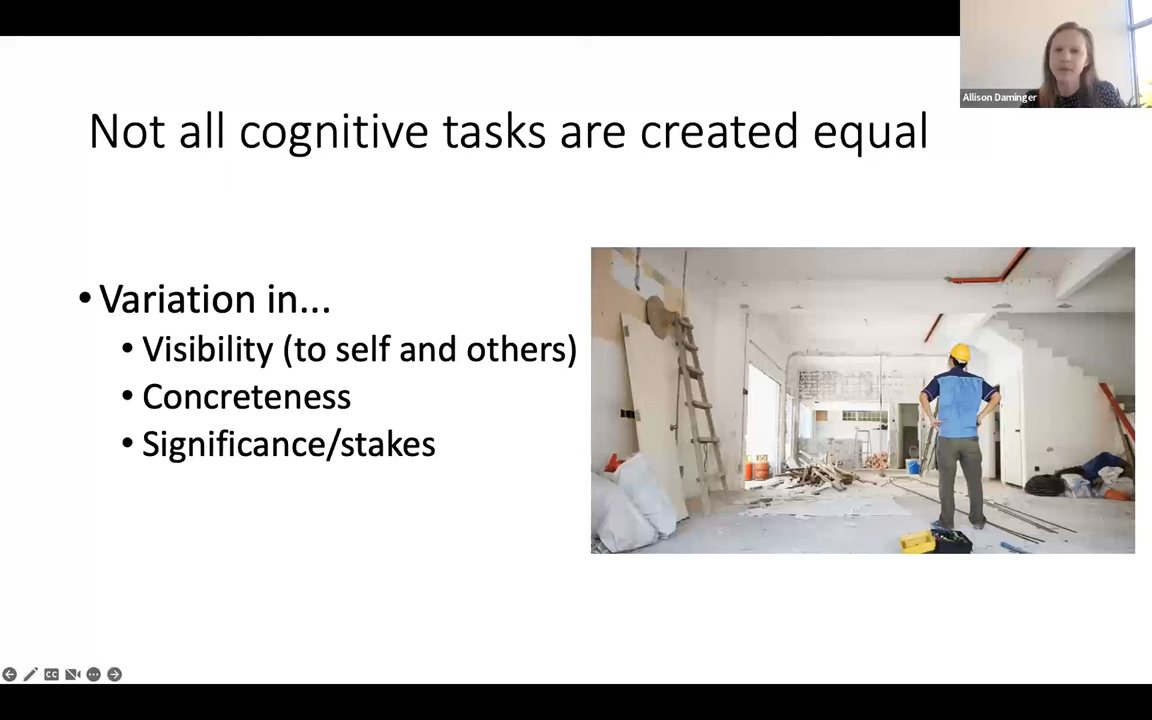 Allison Daminger
Not all cognitive tasks are created equal
• Variation in...
• Visibility (to self and others)
• Concreteness
• Significance/stakes
CC